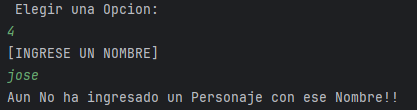 Elegir una Opcion:
4
[INGRESE UN NOMBRE]
jose
Aun No ha ingresado un Personaje con ese Nombre!!